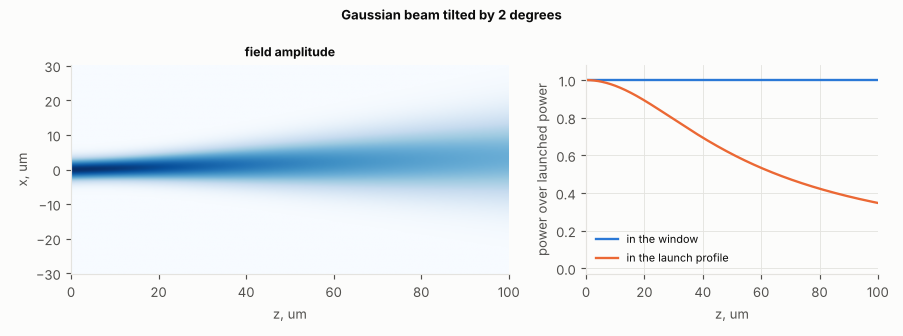 Gaussian beam tilted by 2 degrees
field amplitude
x, um
30
20
10
0
−10
−20
−30
0 20 40 60 80 100
z, um
power over launched power
1.0
0.8
0.6
0.4
0.2
0.0
in the window
in the launch profile
0 20 40 60 80 100
z, um